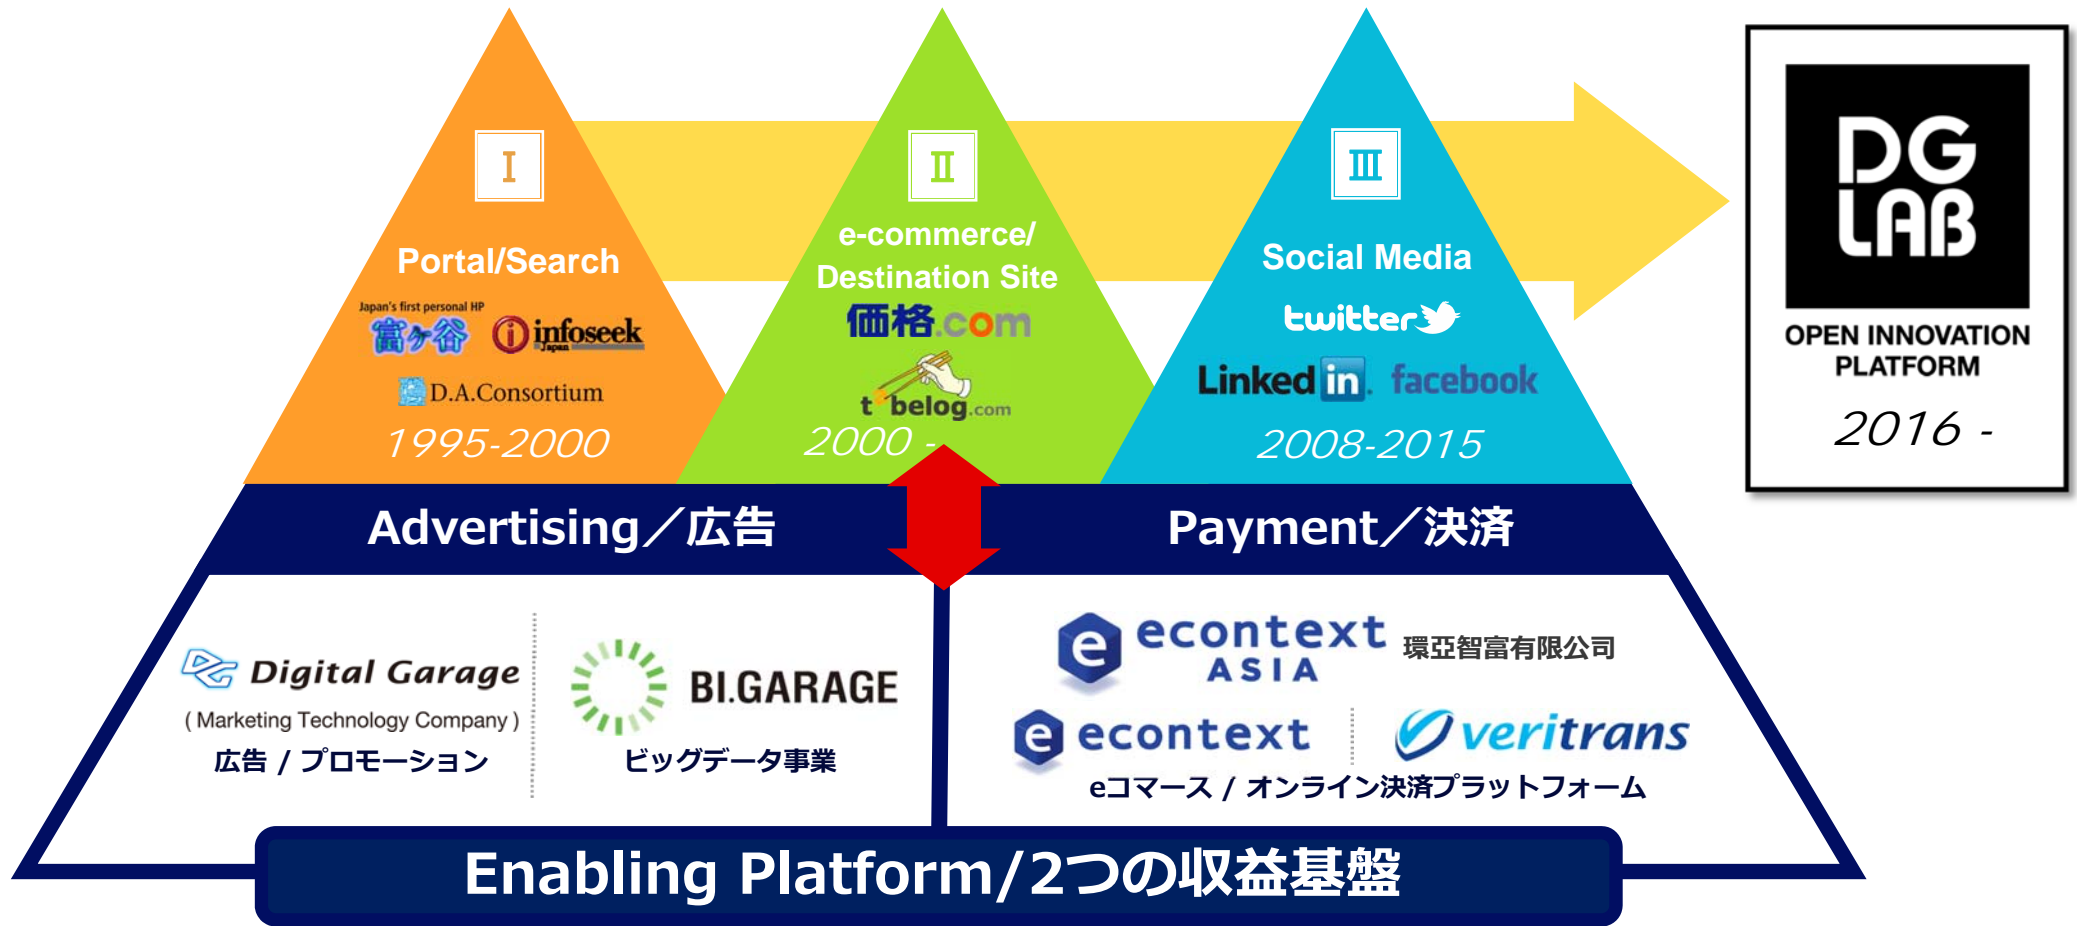 I
Portal/Search
Japan's first personal HP
富ヶ谷
infoseek
Japan
D.A.Consortium
1995-2000
II
e-commerce/
Destination Site
価格.com
tabelog.com
2000 -
III
Social Media
twitter
Linked in.
facebook
2008-2015
DG
LAB
OPEN INNOVATION
PLATFORM
2016 -
Advertising／広告
Payment／決済
Digital Garage
( Marketing Technology Company )
広告 / プロモーション
BI.GARAGE
ビッグデータ事業
e econtext
ASIA
環亞智富有限公司
e econtext
veritrans
eコマース / オンライン決済プラットフォーム
Enabling Platform/2つの収益基盤